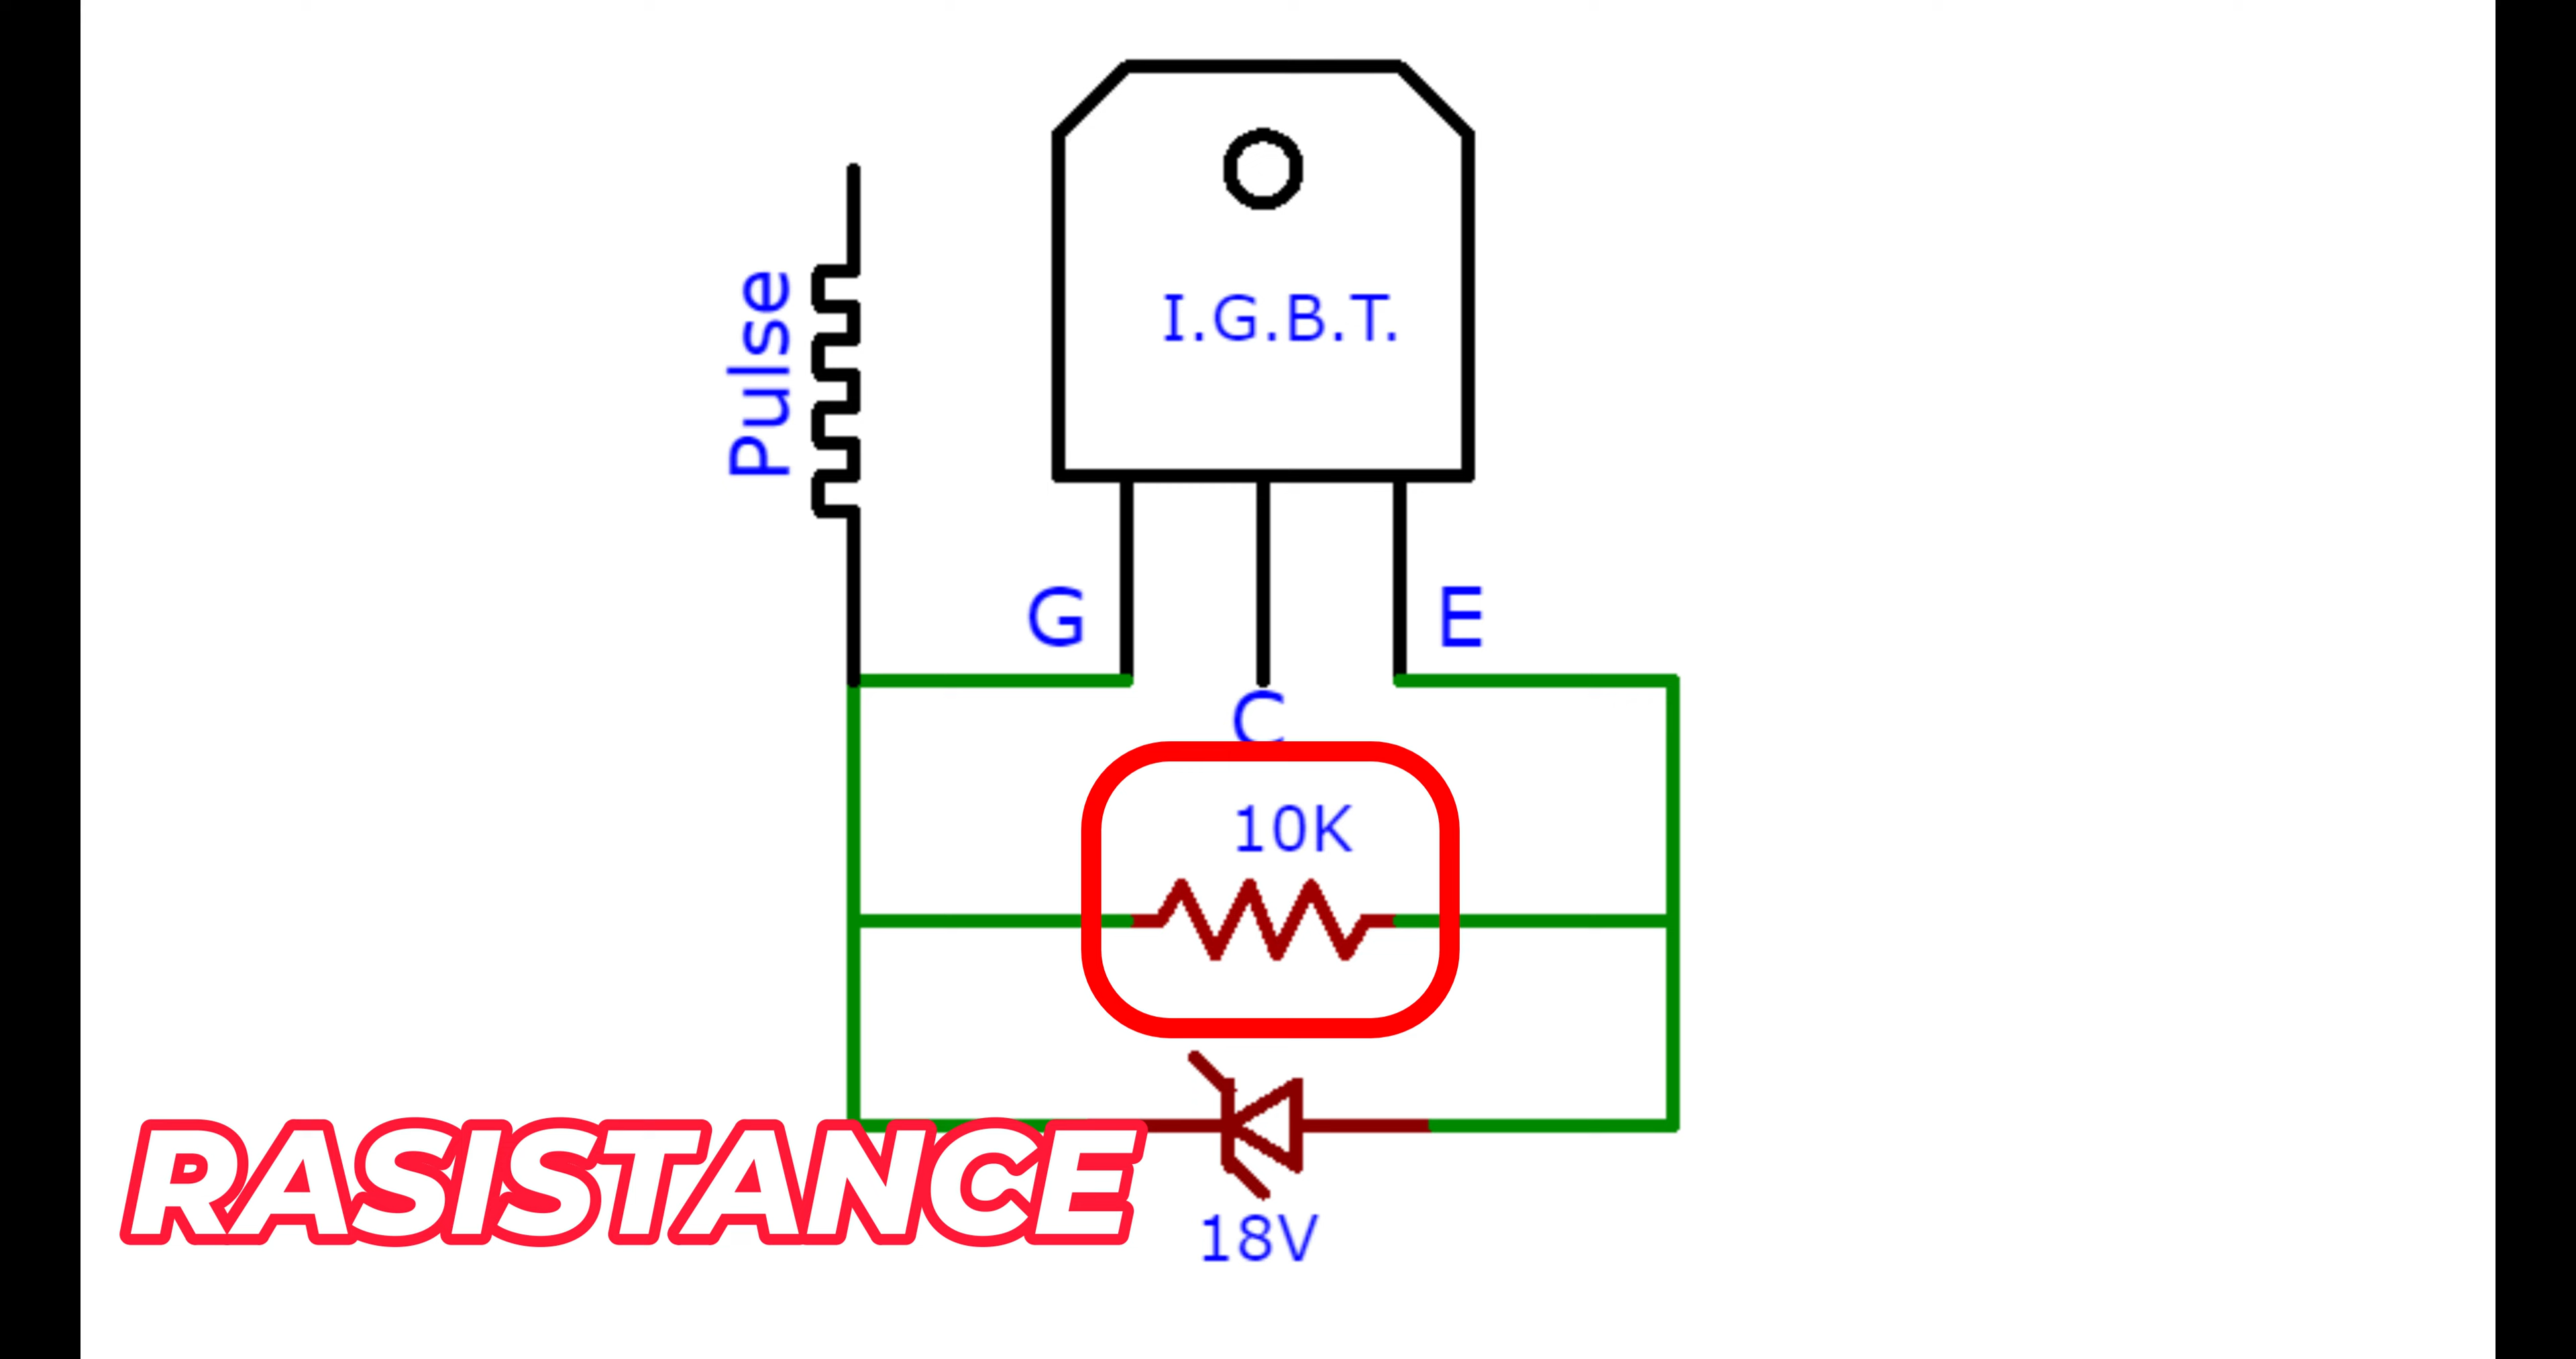 I.G.B.T.
Pulse
G
E
C
10K
RASISTANCE
18V